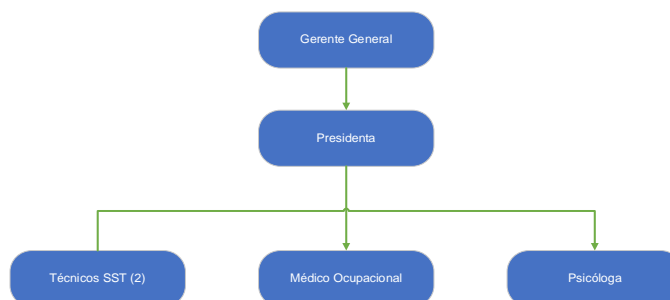 Gerente General
Presidenta
Técnicos SST (2)
Médico Ocupacional
Psicóloga